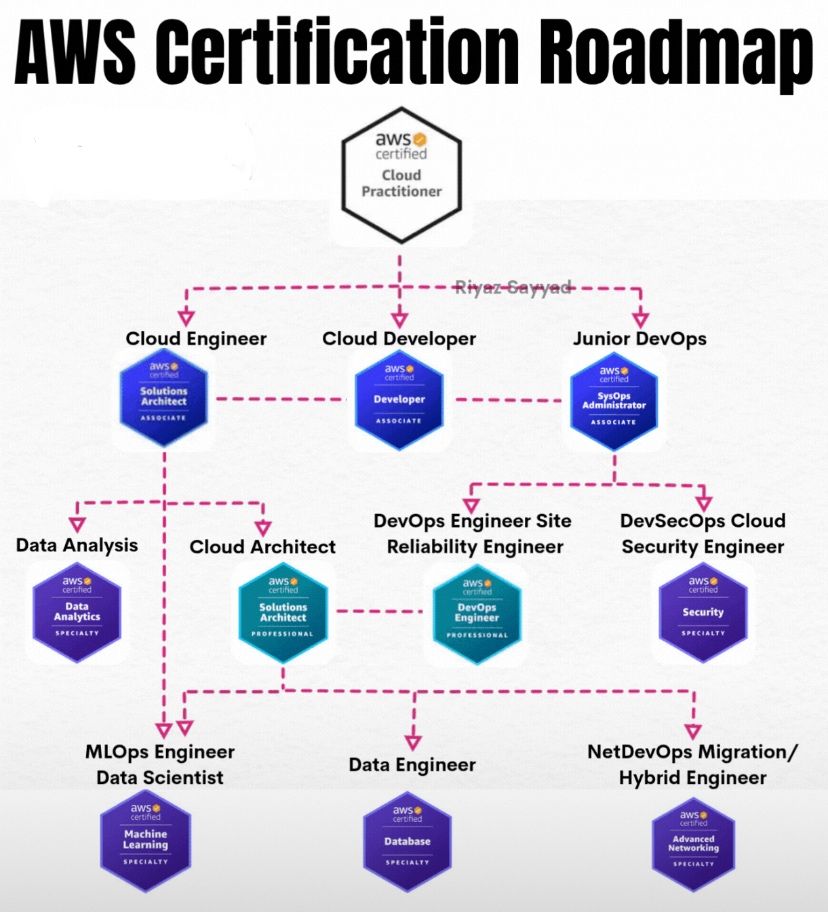 AWS Certification Roadmap
aws
certified
Cloud
Practitioner
Riyaz Sayyad
Cloud Engineer
Cloud Developer
Junior DevOps
aws
certified
Solutions
Architect
ASSOCIATE
aws
certified
Developer
ASSOCIATE
aws
certified
SysOps
Administrator
ASSOCIATE
Data Analysis
Cloud Architect
DevOps Engineer Site
Reliability Engineer
DevSecOps Cloud
Security Engineer
aws
certified
Data
Analytics
SPECIALTY
aws
certified
Solutions
Architect
PROFESSIONAL
aws
certified
DevOps
Engineer
PROFESSIONAL
aws
certified
Security
SPECIALTY
MLOps Engineer
Data Scientist
Data Engineer
NetDevOps Migration/
Hybrid Engineer
aws
certified
Machine
Learning
SPECIALTY
aws
certified
Database
SPECIALTY
aws
certified
Advanced
Networking
SPECIALTY